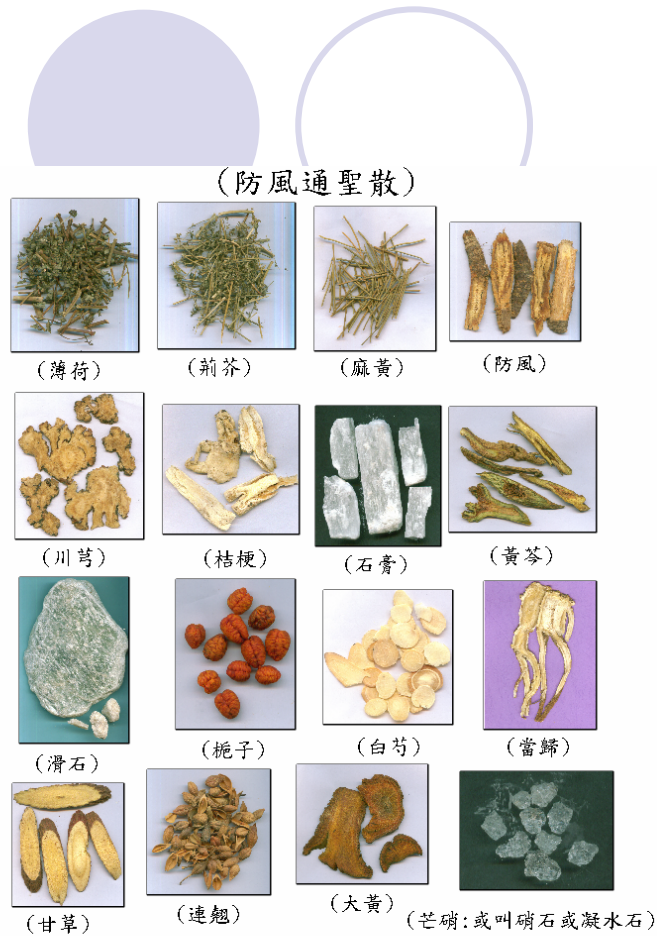 (防風通聖散)
(薄荷)
(荊芥)
(麻黃)
(防風)
(川芎)
(桔梗)
(石膏)
(黃芩)
(滑石)
(梔子)
(白芍)
(當歸)
(甘草)
(連翹)
(大黃)
(芒硝:或叫硝石或凝水石)